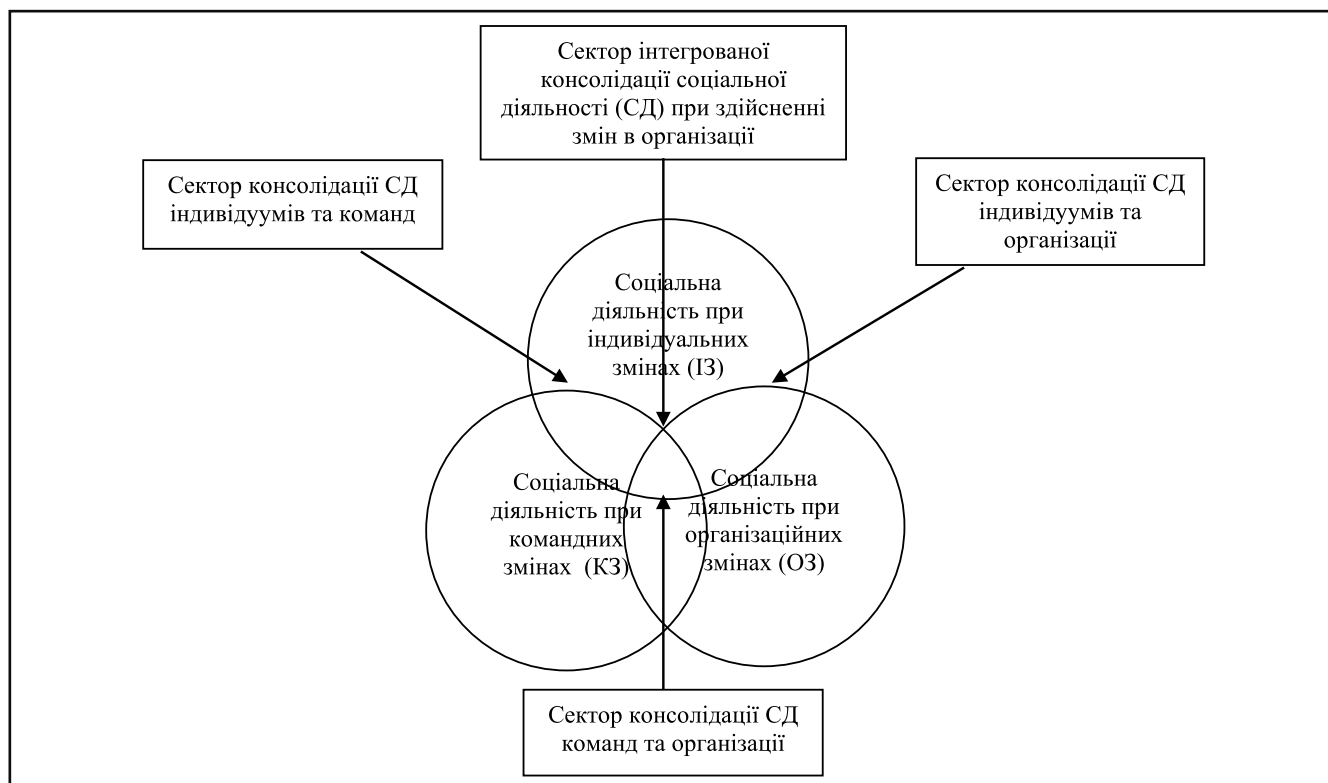 Сектор інтегрованої
консолідації соціальної
діяльності (СД) при здійсненні
змін в організації
Сектор консолідації СД
індивідуумів та команд
Сектор консолідації СД
індивідуумів та
організації
Соціальна
діяльність при
індивідуальних
змінах (ІЗ)
Соціальна
діяльність при
командних
змінах (КЗ)
Соціальна
діяльність при
організаційних
змінах (ОЗ)
Сектор консолідації СД
команд та організації